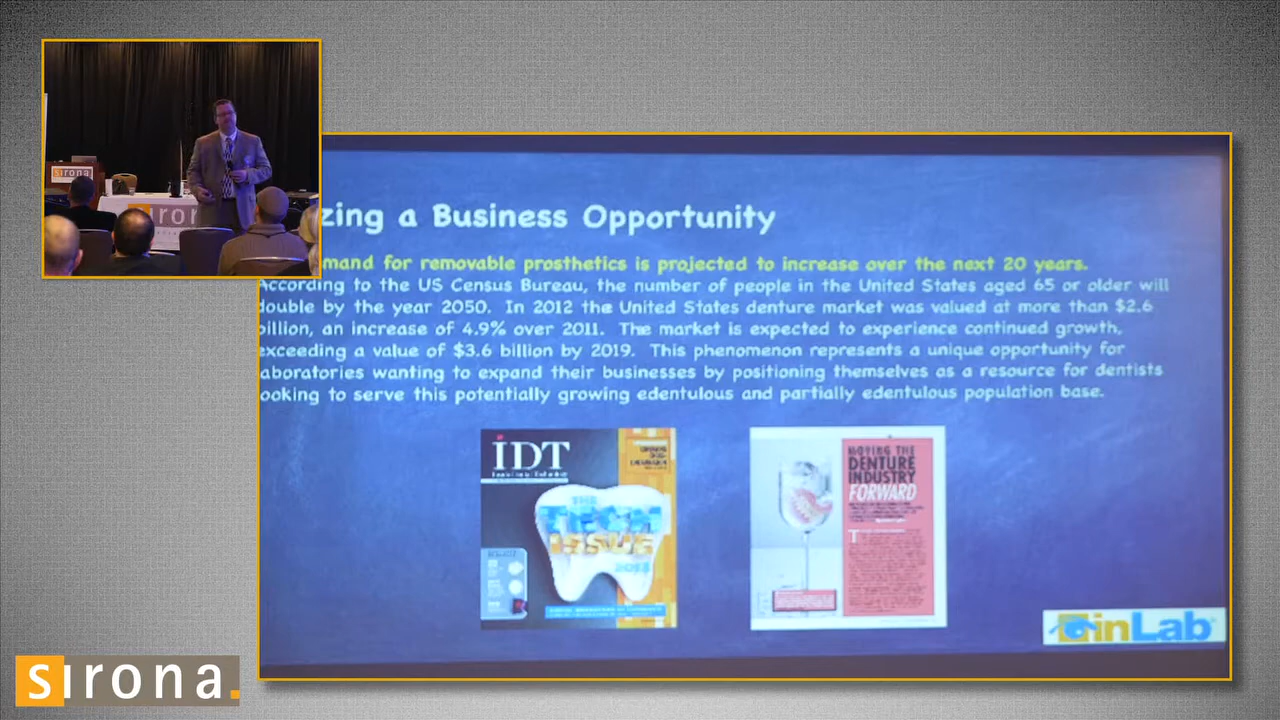 sirona
sirona
zing a Business Opportunity
mand for removable prosthetics is projected to increase over the next 20 years.
According to the US Census Bureau, the number of people in the United States aged 65 or older will
double by the year 2050. In 2012 the United States denture market was valued at more than $2.6
billion, an increase of 4.9% over 2011. The market is expected to experience continued growth,
exceeding a value of $3.6 billion by 2019. This phenomenon represents a unique opportunity for
laboratories wanting to expand their businesses by positioning themselves as a resource for dentists
ooking to serve this potentially growing edentulous and partially edentulous population base.
IDT
THE
ISSUE
MOVING THE
DENTURE
INDUSTRY
FORWARD
inLab
sirona.